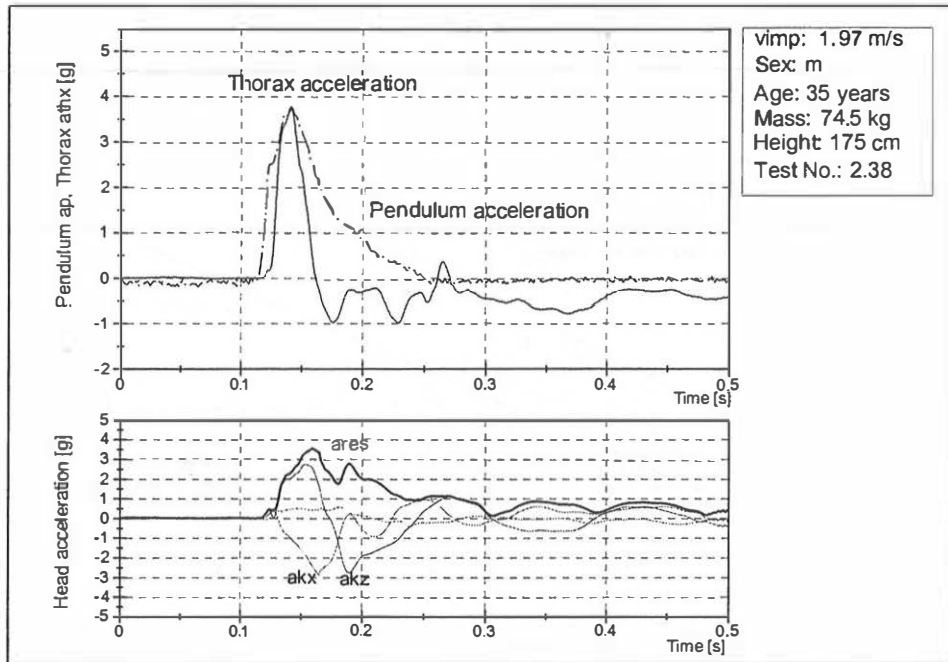 Pendulum ap, Thorax athx [g]
5
4
3
2
1
0
-1
-2
Thorax acceleration
Pendulum acceleration
0
0.1
0.2
0.3
0.4
0.5
Time [s]
vimp: 1.97 m/s
Sex: m
Age: 35 years
Mass: 74.5 kg
Height: 175 cm
Test No.: 2.38
Head acceleration [g]
5
4
3
2
1
0
-1
-2
-3
-4
-5
ares
akx
akz
0
0.1
0.2
0.3
0.4
0.5
Time [s]